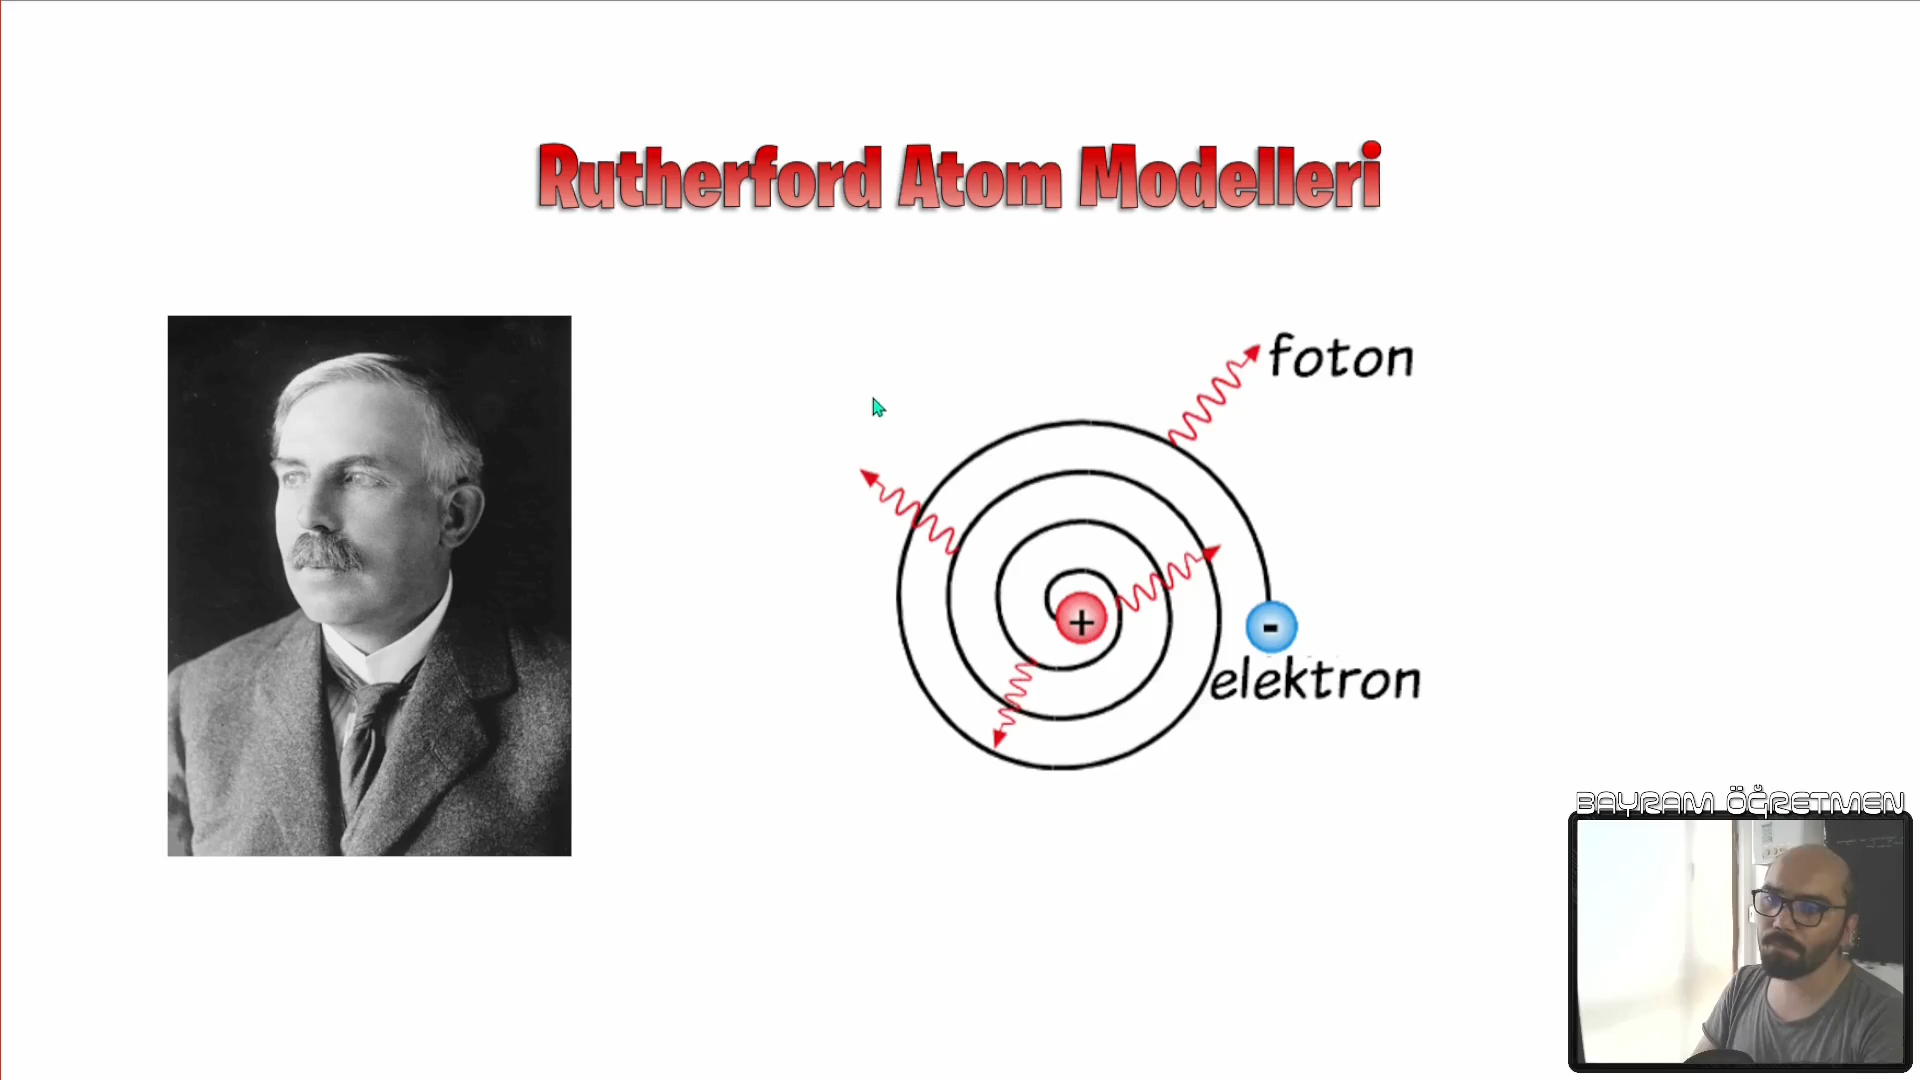 Rutherford Atom Modelleri
foton
+
-
elektron
BAYRAM ÖĞRETMEN